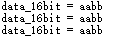 data_16bit = aabb
data_16bit = aabb
data_16bit = aabb